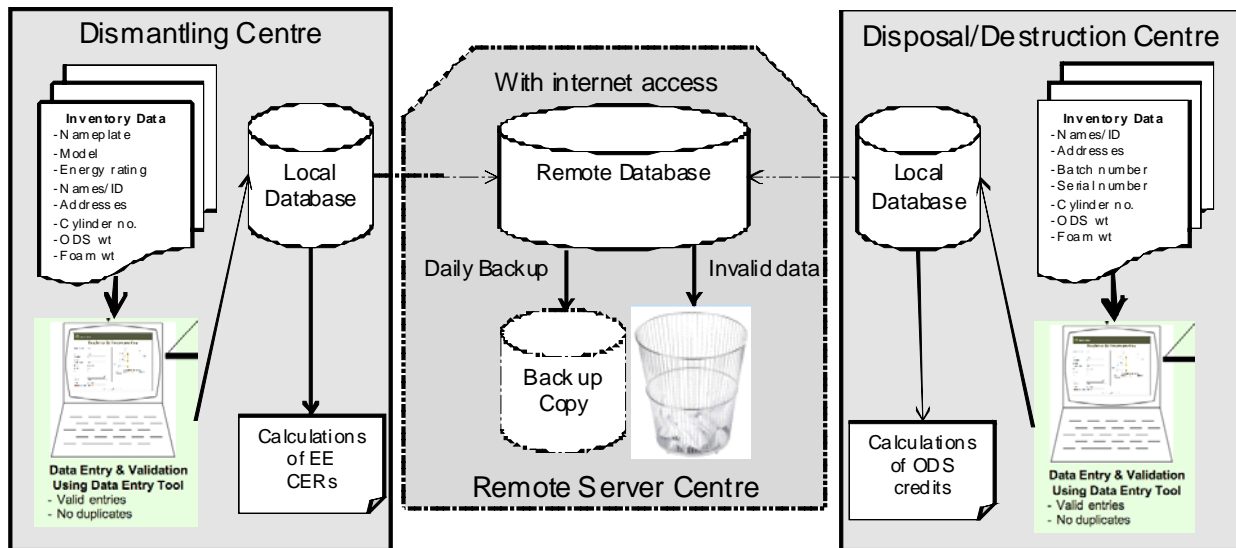 Dismantling Centre
Inventory Data
- Nameplate
- Model
- Energy rating
- Names/ID
- Addresses
- Cylinder no.
- ODS wt
- Foam wt
Local
Database
Data Entry & Validation
Using Data Entry Tool
- Valid entries
- No duplicates
Calculations
of EE
CERs
With internet access
Remote Database
Daily Backup
Invalid data
Back up
Copy
Remote Server Centre
Disposal/Destruction Centre
Local
Database
Inventory Data
- Names/ID
- Addresses
- Batch number
- Serial number
- Cylinder no.
- ODS wt
- Foam wt
Calculations
of ODS
credits
Data Entry & Validation
Using Data Entry Tool
- Valid entries
- No duplicates